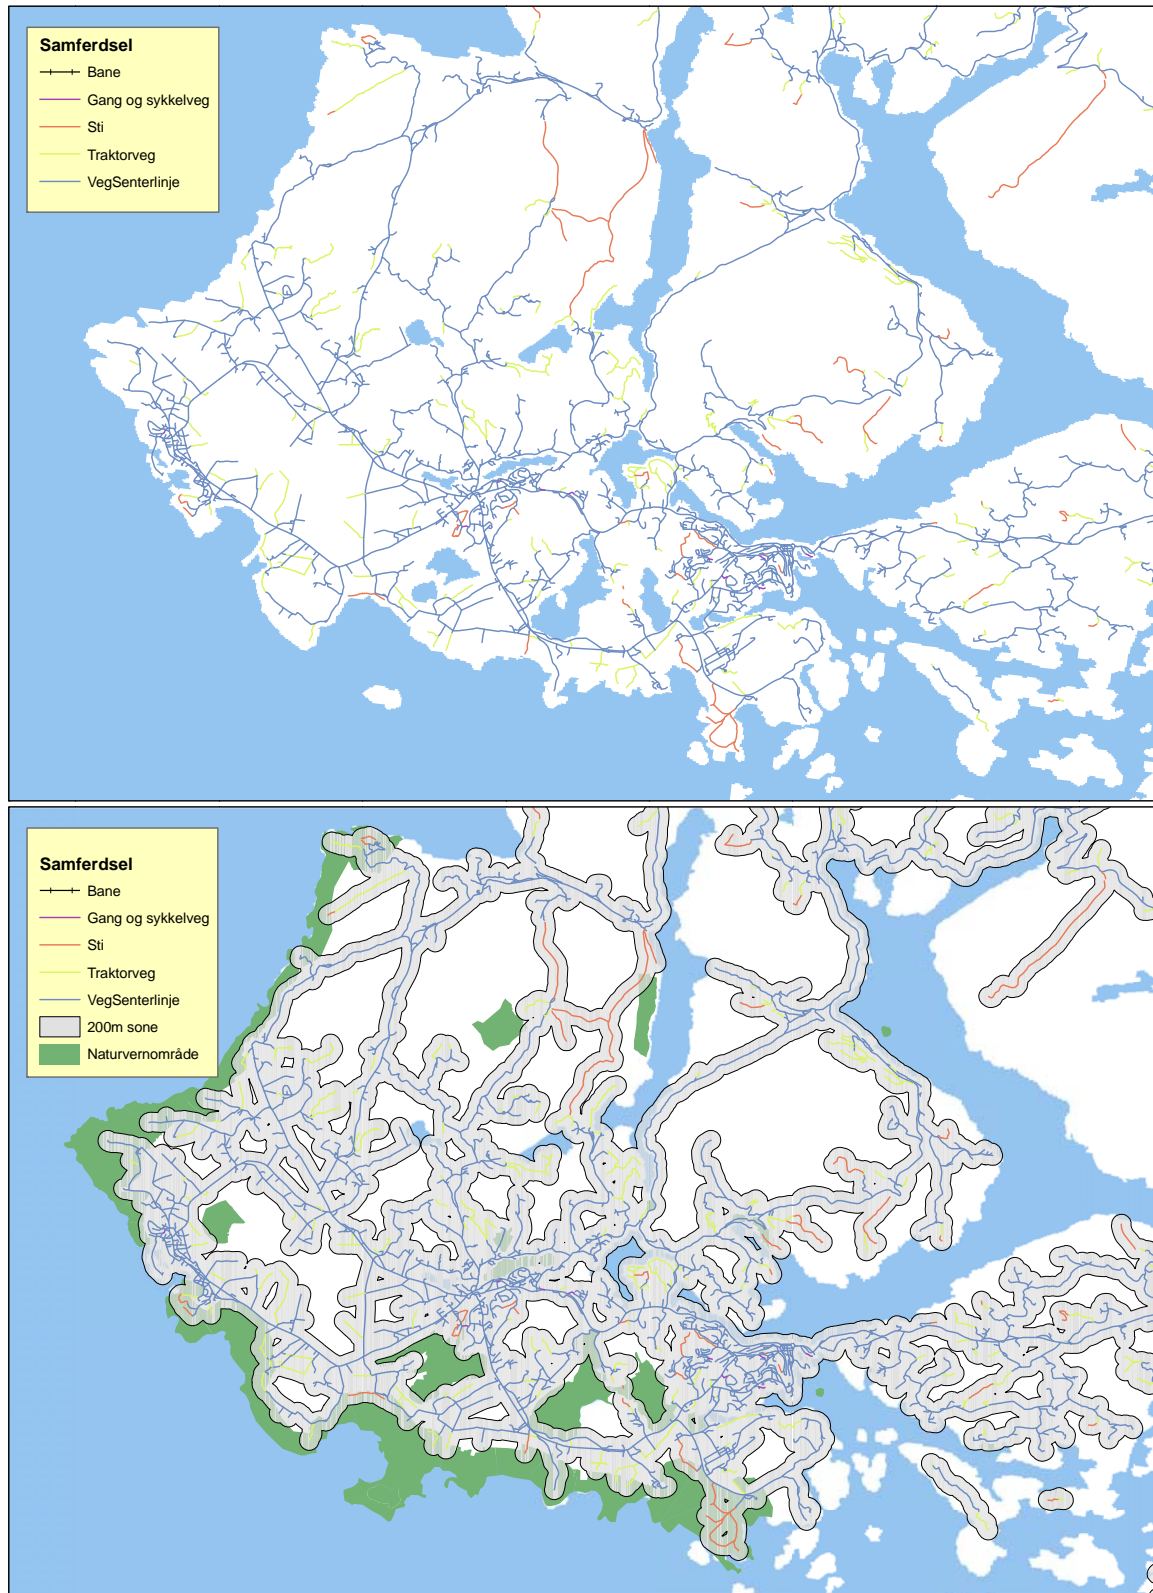 Samferdsel
Bane
Gang og sykkelveg
Sti
Traktorveg
VegSenterlinje
Samferdsel
Bane
Gang og sykkelveg
Sti
Traktorveg
VegSenterlinje
200m sone
Naturvernområde